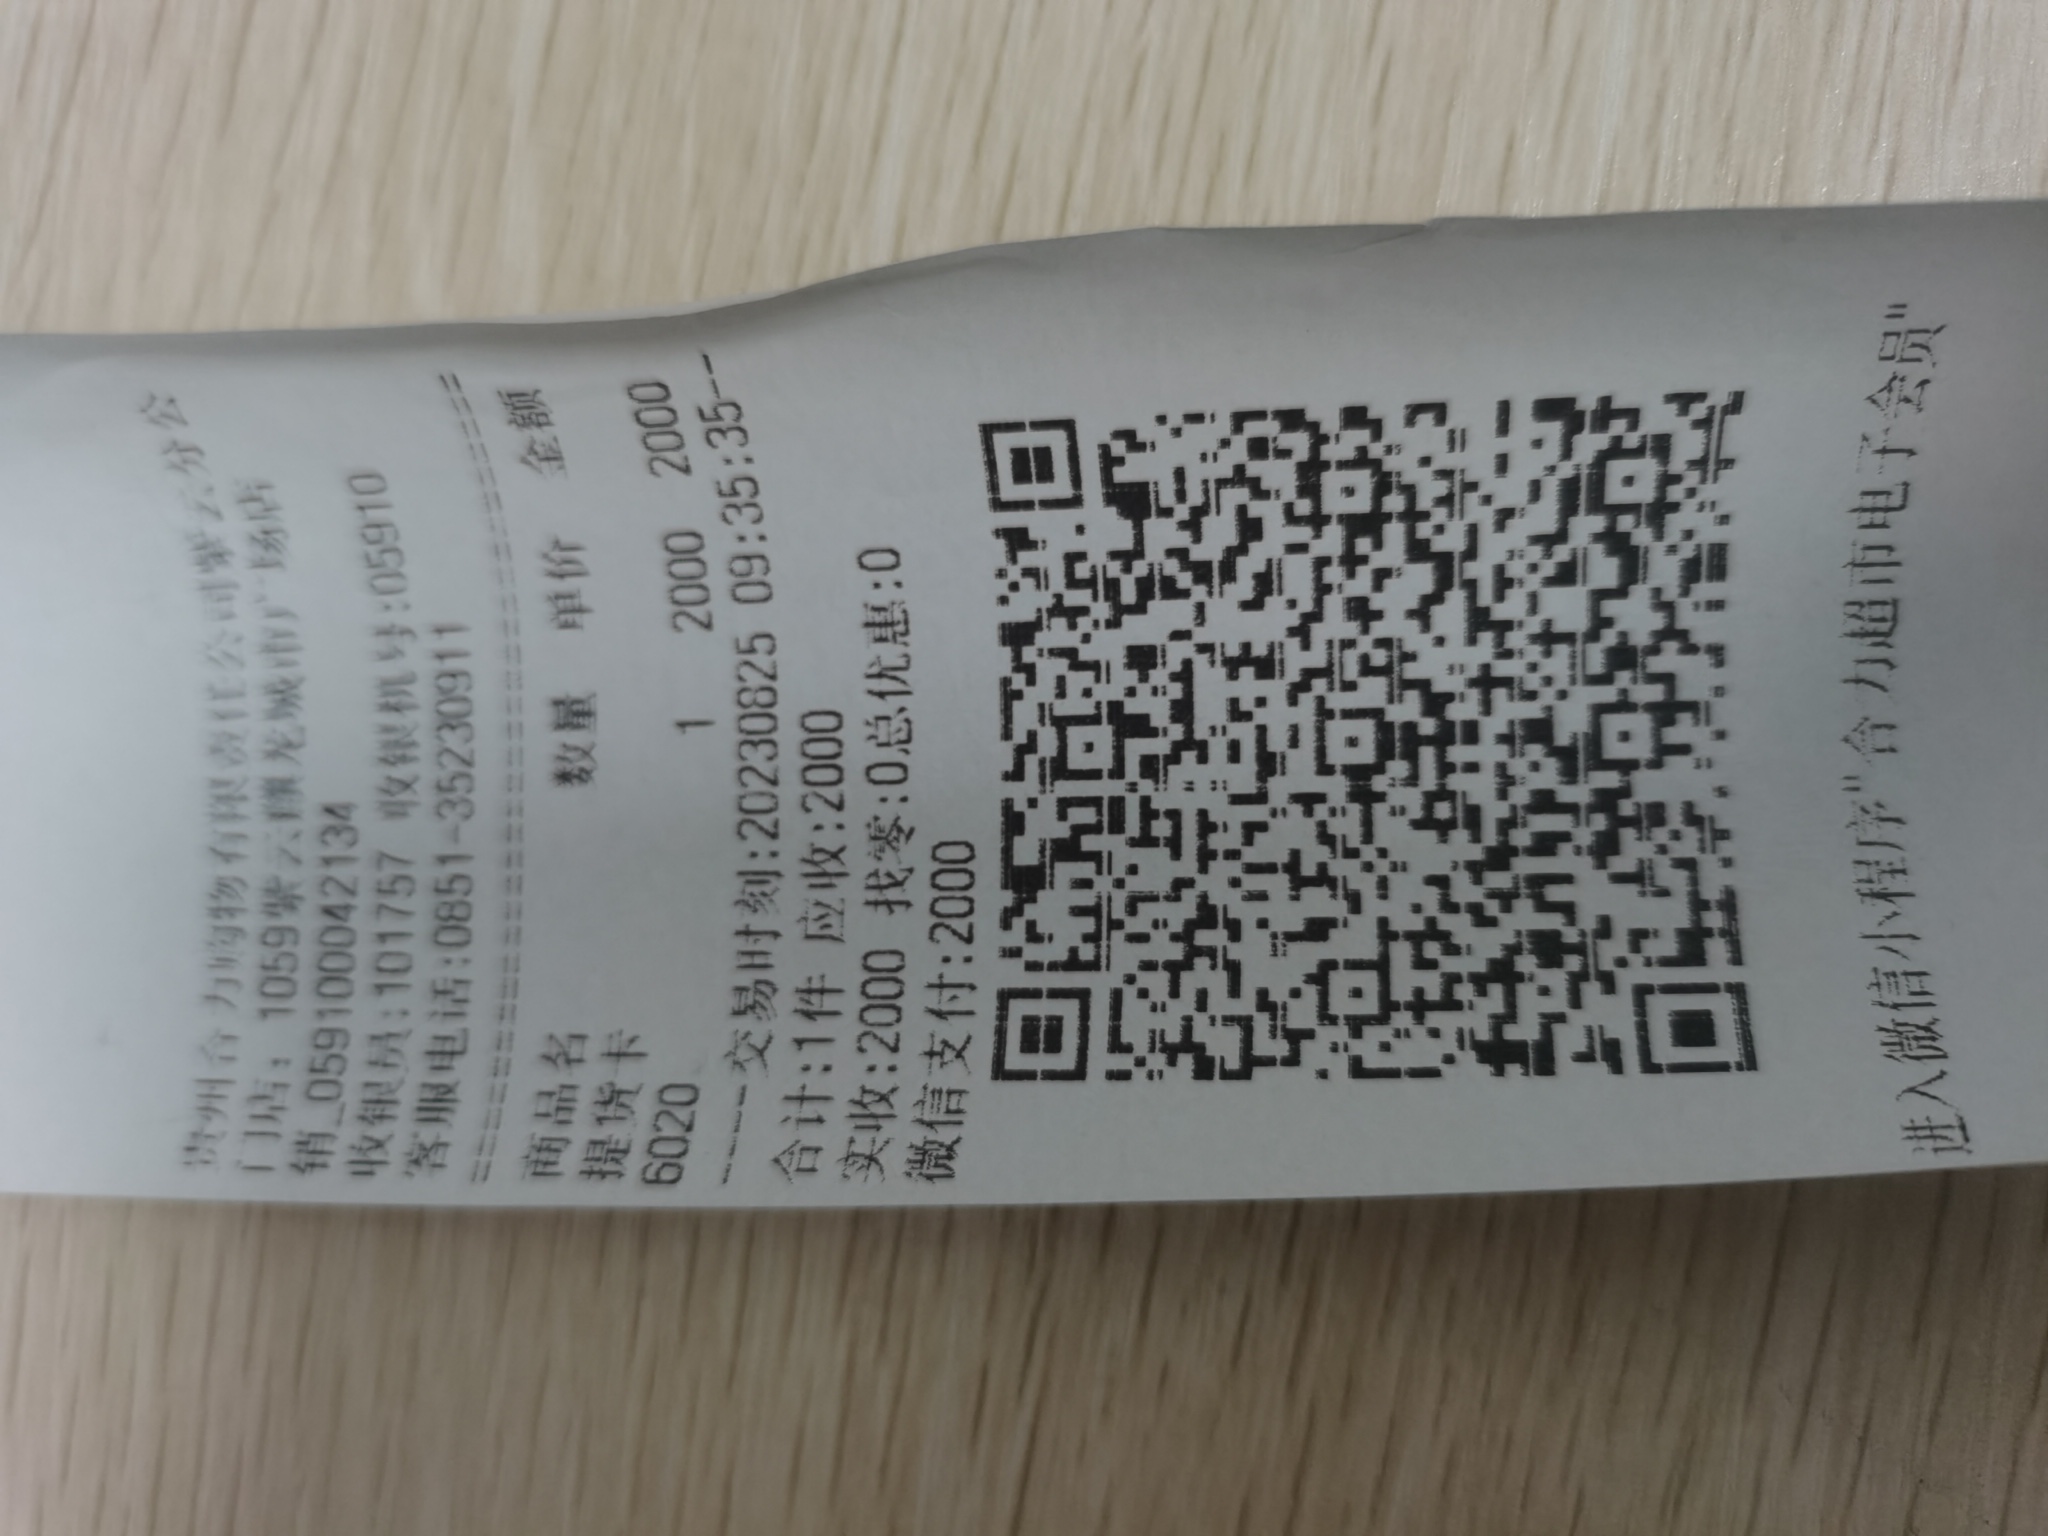 贵州合力购物有限责任公司紫云分公
门店: 1059紫云麒龙城市广场店
销_0591000042134
收银员:101757 收银机号:05910
客服电话:0851-35230911
================================
商品名 数量 单价 金额
提货卡
6020 1 2000 2000 2000
-----交易时刻:20230825 09:35:35---
合计:1件 应收:2000
实收:2000 找零:0总优惠:0
微信支付:2000
进入微信小程序"合力超市电子会员"